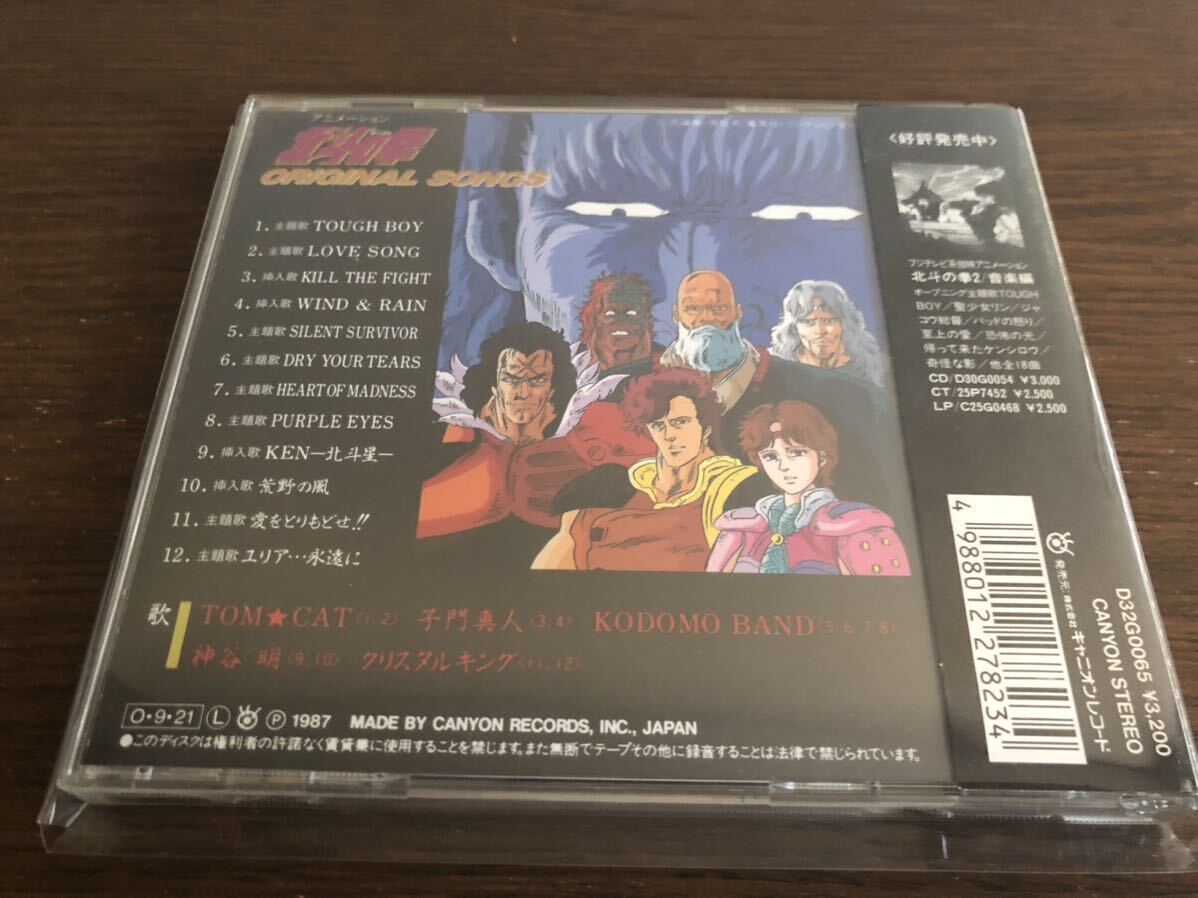 アニメーション
北斗の拳
ORIGINAL SONGS
1. 主題歌 TOUGH BOY
2. 主題歌 LOVE SONG
3. 挿入歌 KILL THE FIGHT
4. 挿入歌 WIND & RAIN
5. 主題歌 SILENT SURVIVOR
6. 主題歌 DRY YOUR TEARS
7. 主題歌 HEART OF MADNESS
8. 主題歌 PURPLE EYES
9. 挿入歌 KEN—北斗星—
10. 挿入歌 荒野の風
11. 主題歌 愛をとりもどせ!!
12. 主題歌 ユリア…永遠に
歌 TOM★CAT〈1,2〉 子門真人〈3,4〉 KODOMO BAND〈5,6,7,8〉
神谷 明〈9,10〉 クリスタルキング〈11,12〉
O・9・21 L P 1987 MADE BY CANYON RECORDS, INC., JAPAN
●このディスクは権利者の許諾なく賃貸業に使用することを禁じます。また無断でテープその他に録音することは法律で禁じられています。
〈好評発売中〉
フジテレビ系放映アニメーション
北斗の拳2/音楽編
オープニング主題歌TOUGH
BOY/聖少女リン/ジャ
コウ総督/バットの怒り/
至上の愛/恐怖の光/
帰って来たケンシロウ/
奇怪な影/他全18曲
CD/D30G0054 ¥3,000
CT/25P7452 ¥2,500
LP/C25G0468 ¥2,500
4 988012 278234
D32G0065 ¥3,200
CANYON STEREO
発売元:株式会社 キャニオンレコード